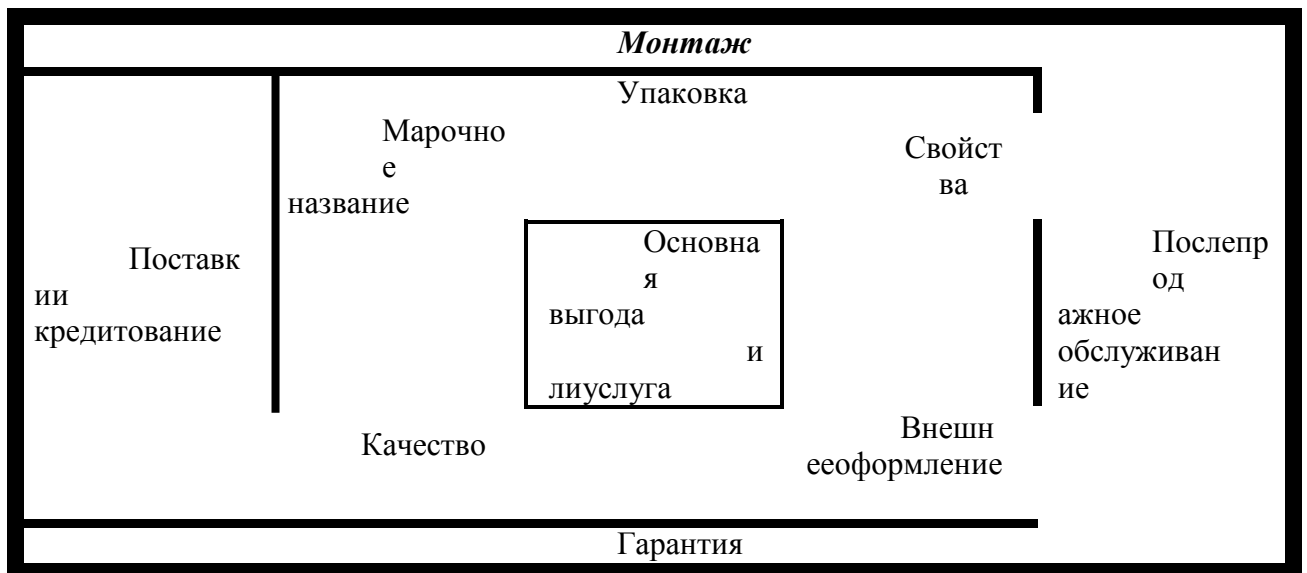 Монтаж
Упаковка
Марочно
е
название
Свойст
ва
Поставк
ии
кредитование
Основна
я
выгода
и
лиуслуга
Послепр
од
ажное
обслуживан
ие
Качество
Внешн
ееоформление
Гарантия